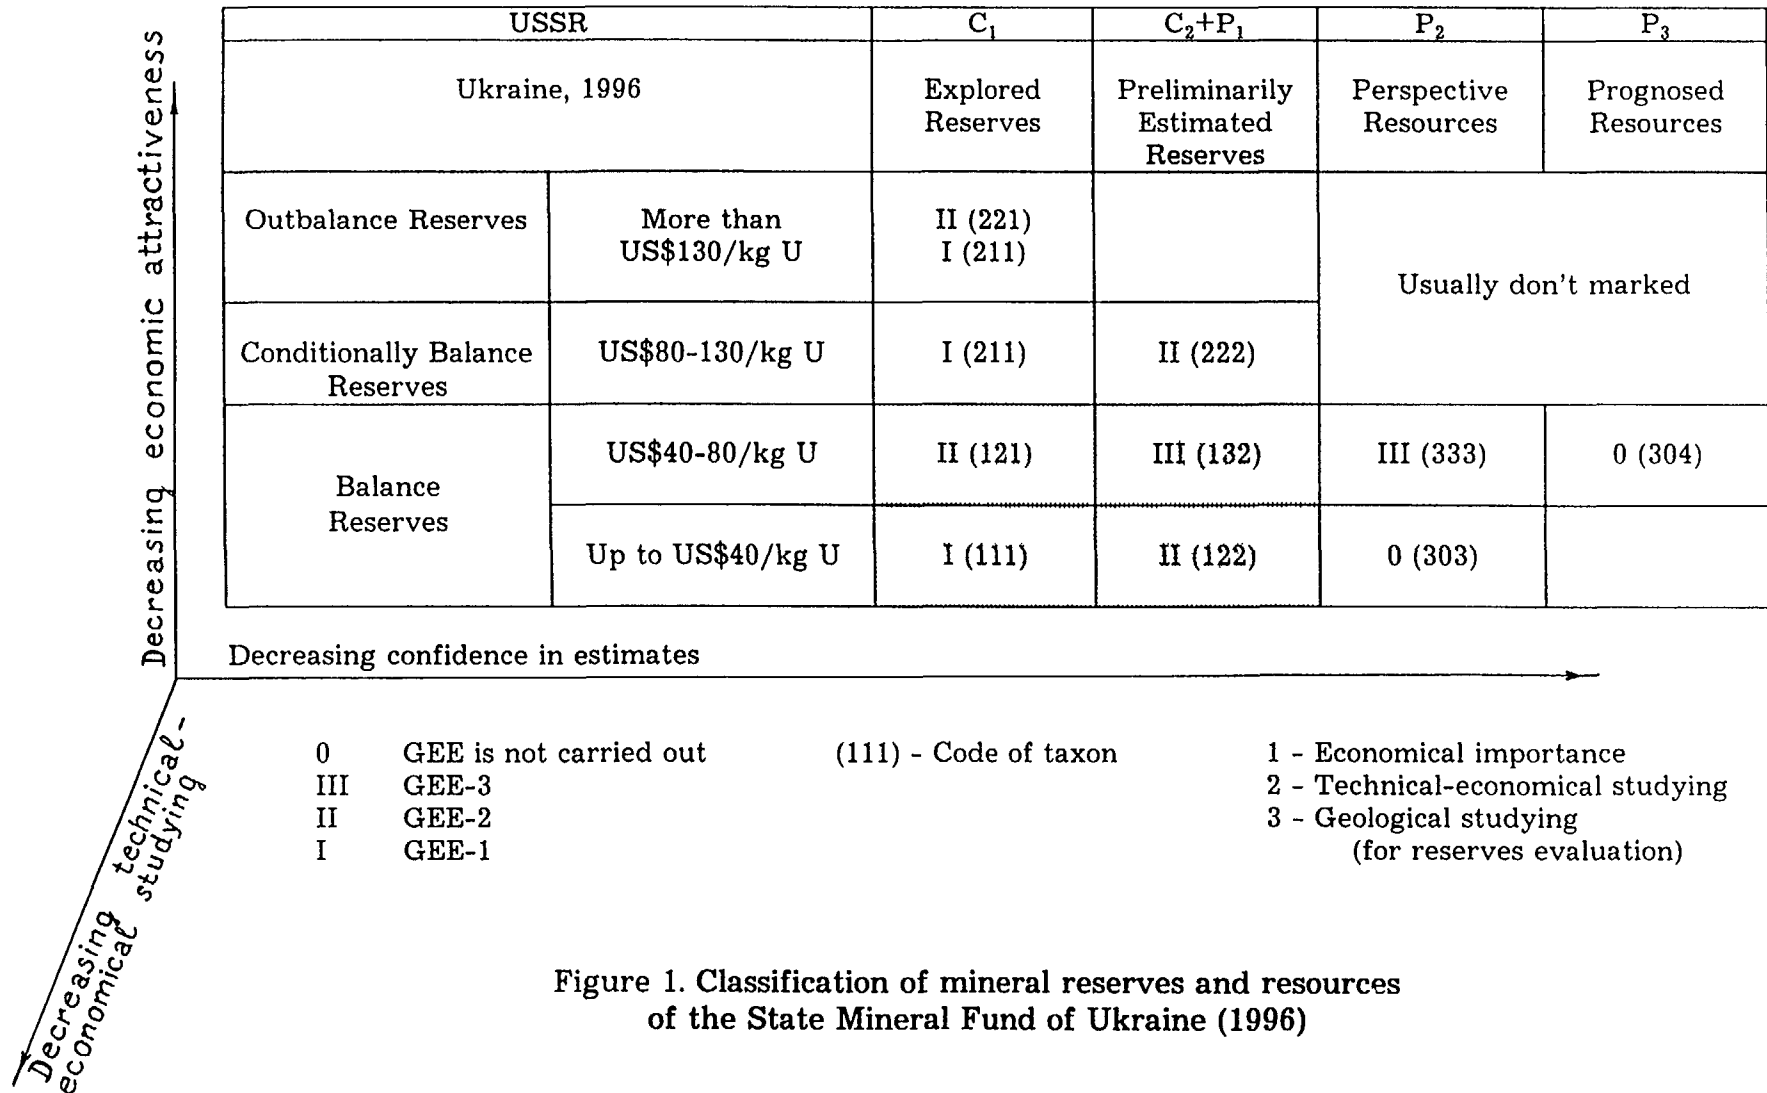 USSR C₁ C₂+P₁ P₂ P₃
Ukraine, 1996
Explored
Reserves
Preliminarily
Estimated
Reserves
Perspective
Resources
Prognosed
Resources
Outbalance Reserves
More than
US$130/kg U
II (221)
I (211)
Usually don't marked
Conditionally Balance
Reserves
US$80-130/kg U
I (211)
II (222)
Balance
Reserves
US$40-80/kg U
II (121)
III (132)
III (333)
0 (304)
Up to US$40/kg U
I (111)
II (122)
0 (303)
Decreasing economic attractiveness
Decreasing confidence in estimates
Decreasing technical-
economical studying
0 GEE is not carried out
III GEE-3
II GEE-2
I GEE-1
(111) - Code of taxon
1 - Economical importance
2 - Technical-economical studying
3 - Geological studying
(for reserves evaluation)
Figure 1. Classification of mineral reserves and resources
of the State Mineral Fund of Ukraine (1996)